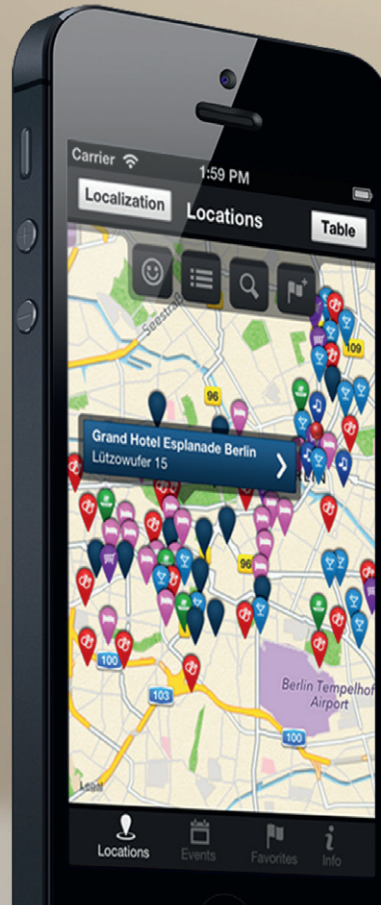 Carrier
1:59 PM
Localization
Locations
Table
Seestraße
109
96
Grand Hotel Esplanade Berlin
Lützowufer 15
96
100
103
Berlin Tempelhof
Airport
100
Locations
Events
Favorites
Info